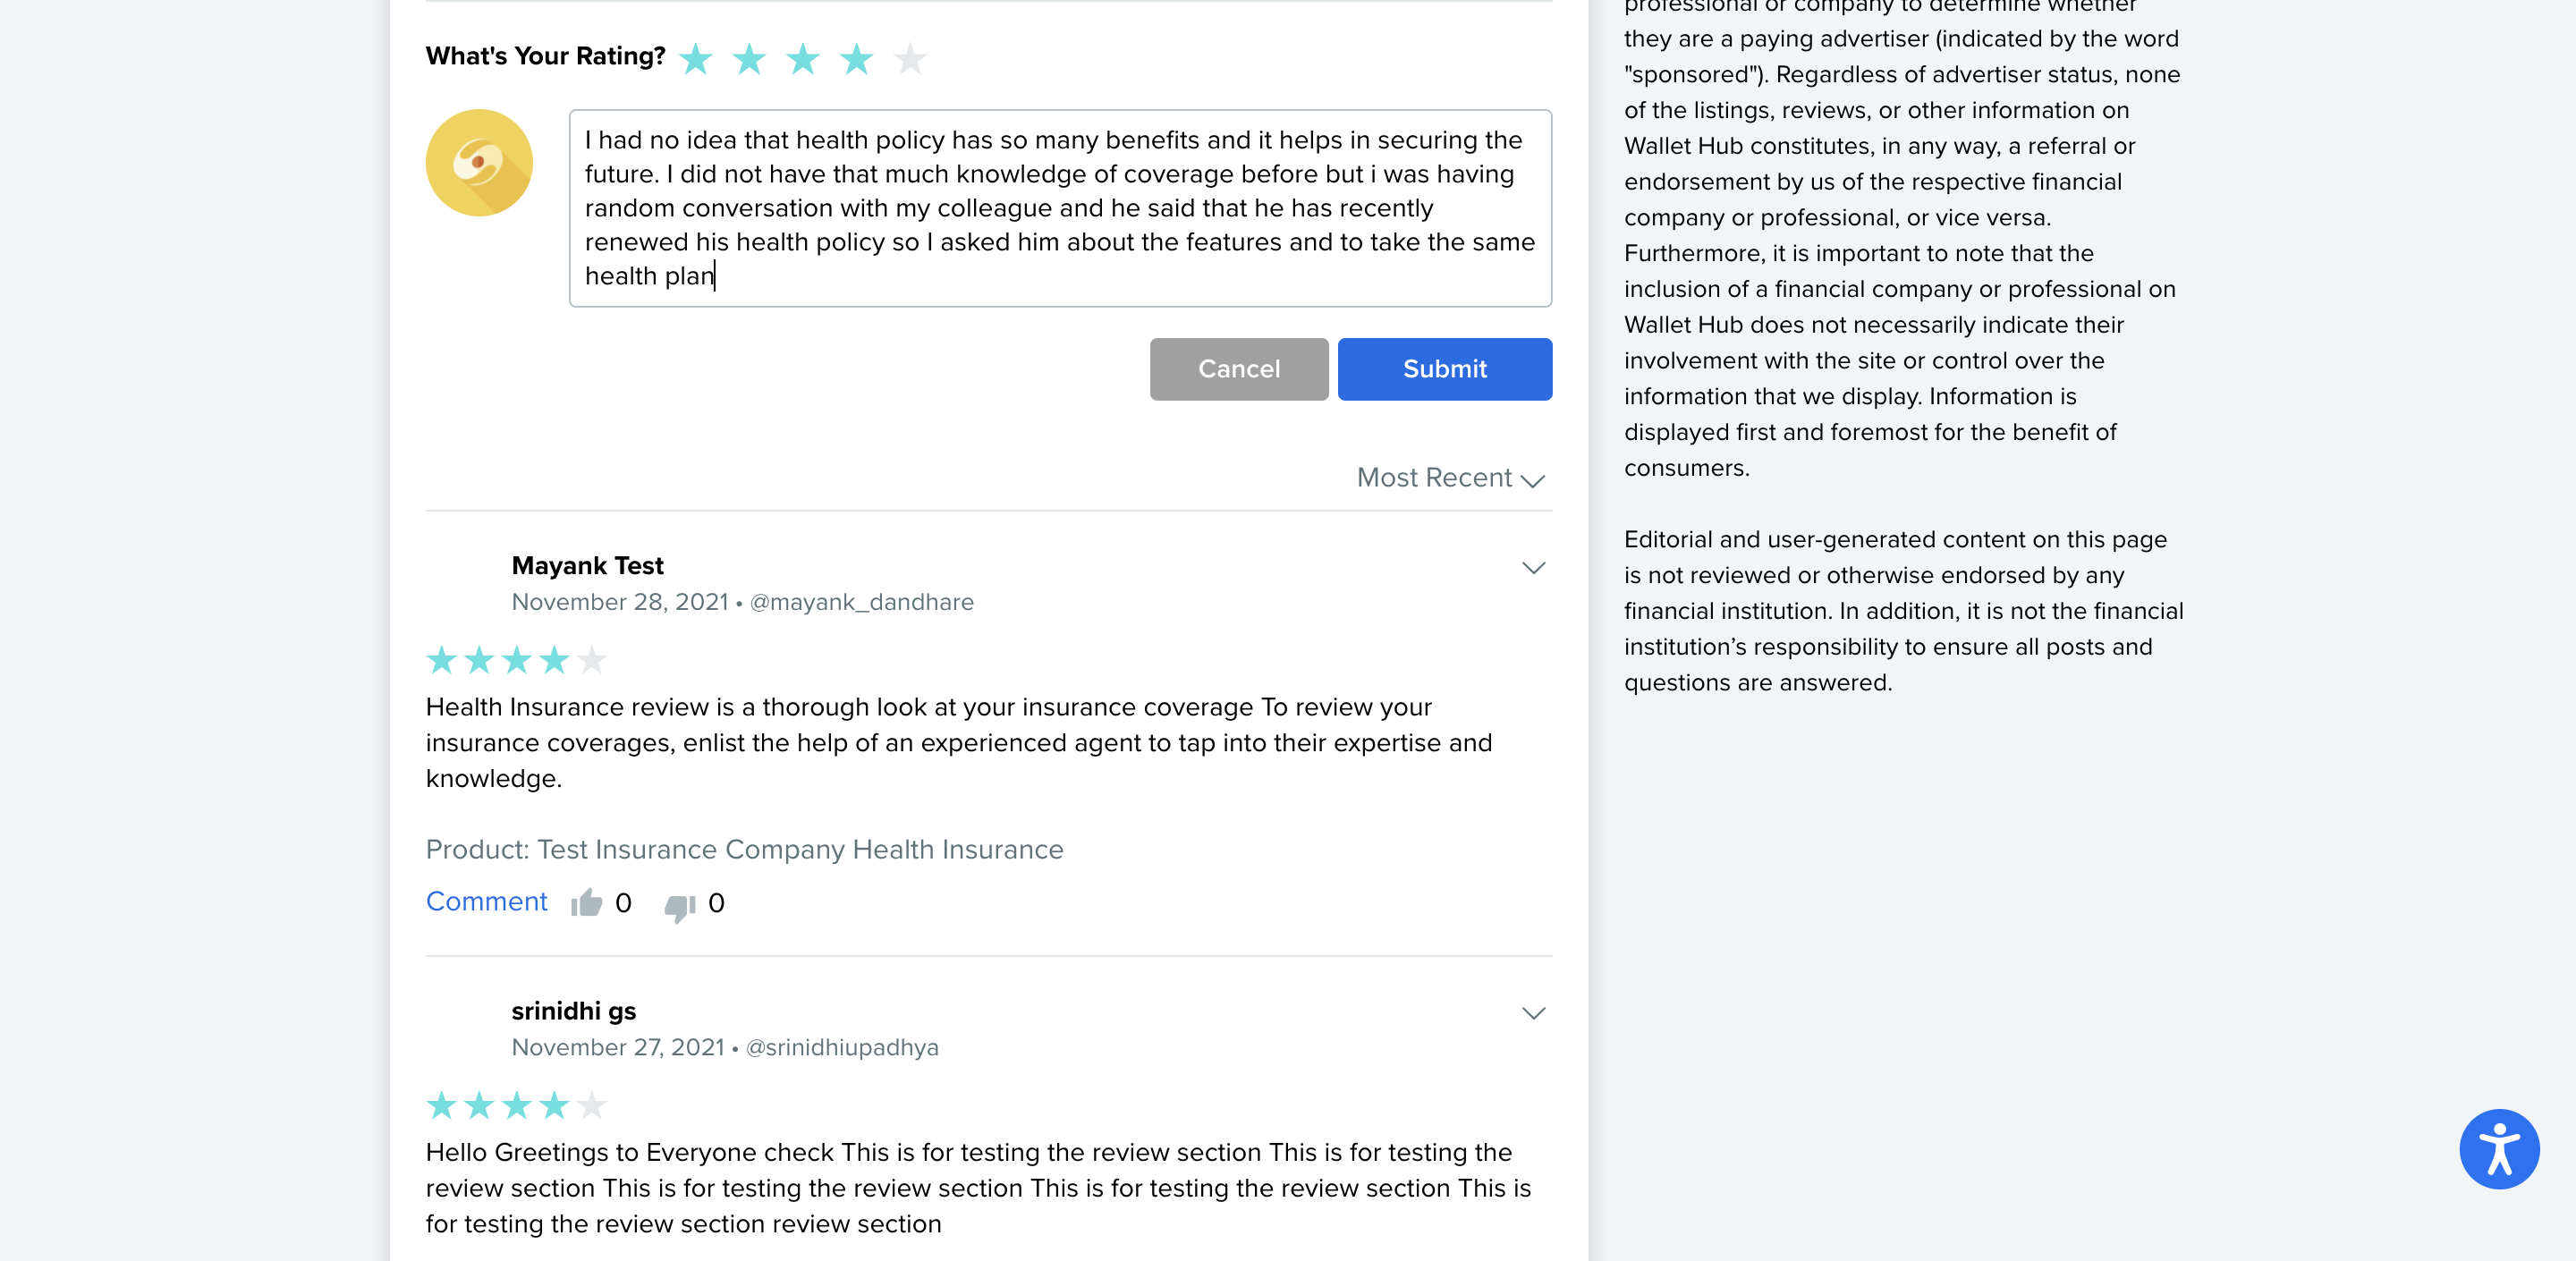 What's Your Rating?
I had no idea that health policy has so many benefits and it helps in securing the
future. I did not have that much knowledge of coverage before but i was having
random conversation with my colleague and he said that he has recently
renewed his health policy so I asked him about the features and to take the same
health plan
Cancel
Submit
Most Recent
Mayank Test
November 28, 2021 • @mayank_dandhare
Health Insurance review is a thorough look at your insurance coverage To review your
insurance coverages, enlist the help of an experienced agent to tap into their expertise and
knowledge.
Product: Test Insurance Company Health Insurance
Comment 0 0
srinidhi gs
November 27, 2021 • @srinidhiupadhya
Hello Greetings to Everyone check This is for testing the review section This is for testing the
review section This is for testing the review section This is for testing the review section This is
for testing the review section review section
professional or company to determine whether
they are a paying advertiser (indicated by the word
"sponsored"). Regardless of advertiser status, none
of the listings, reviews, or other information on
Wallet Hub constitutes, in any way, a referral or
endorsement by us of the respective financial
company or professional, or vice versa.
Furthermore, it is important to note that the
inclusion of a financial company or professional on
Wallet Hub does not necessarily indicate their
involvement with the site or control over the
information that we display. Information is
displayed first and foremost for the benefit of
consumers.
Editorial and user-generated content on this page
is not reviewed or otherwise endorsed by any
financial institution. In addition, it is not the financial
institution’s responsibility to ensure all posts and
questions are answered.